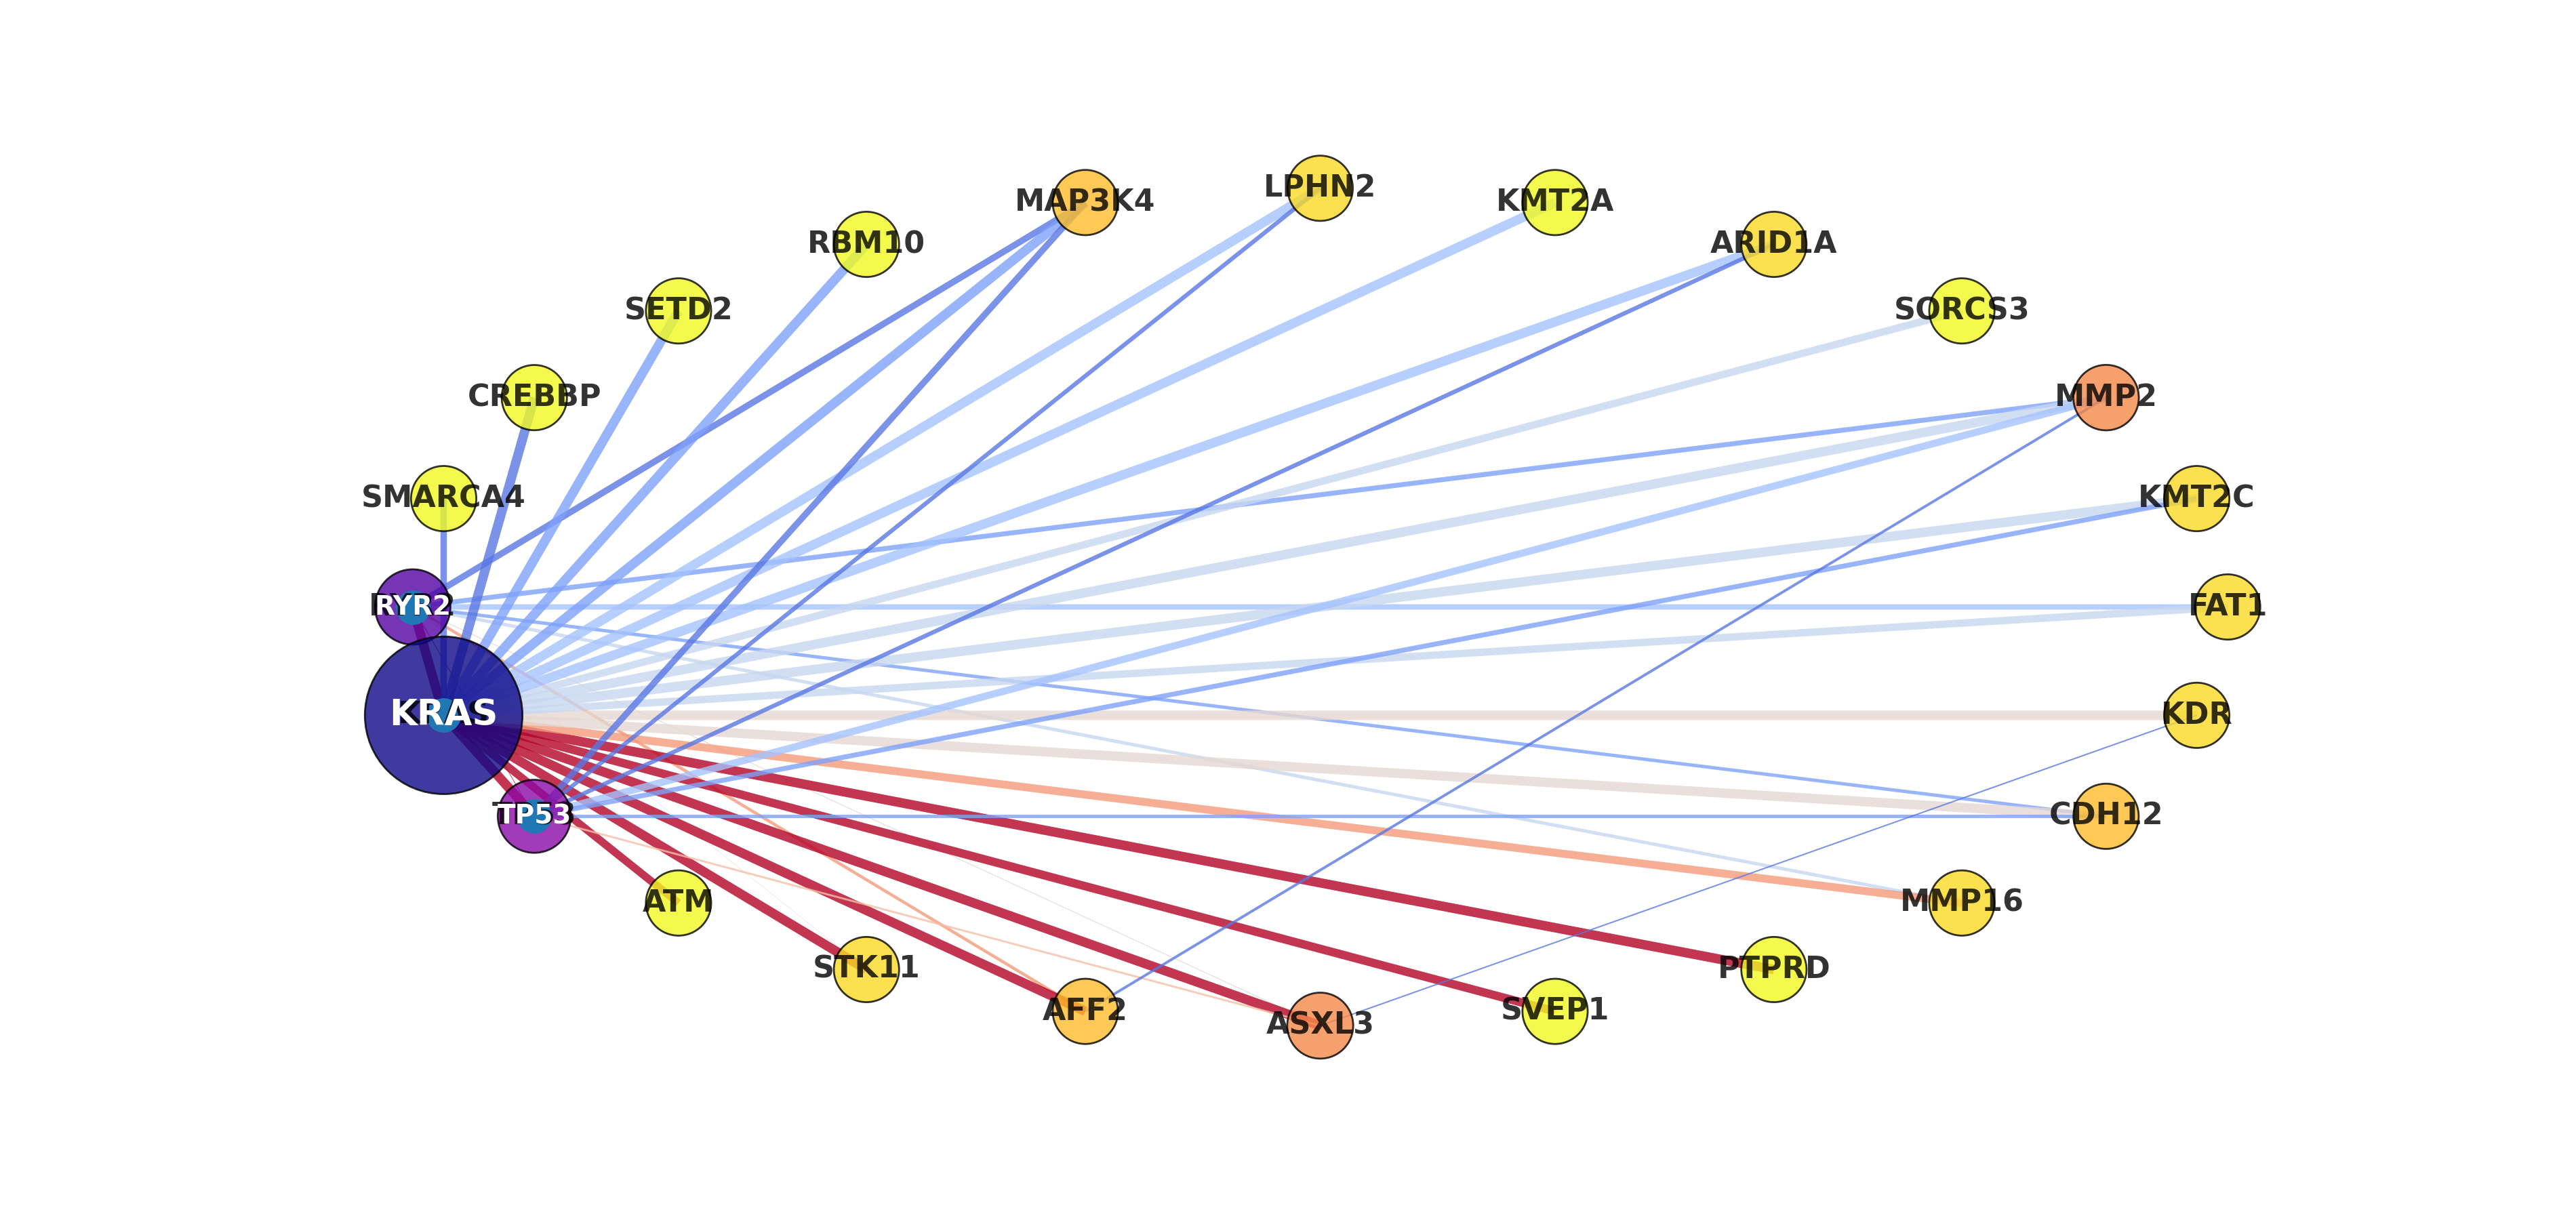 LPHN2
MAP3K4
KMT2A
RBM10
ARID1A
SETD2
SORCS3
CREBBP
MMP2
SMARCA4
KMT2C
RYR2
FAT1
KRAS
KDR
TP53
CDH12
ATM
MMP16
STK11
PTPRD
AFF2
SVEP1
ASXL3